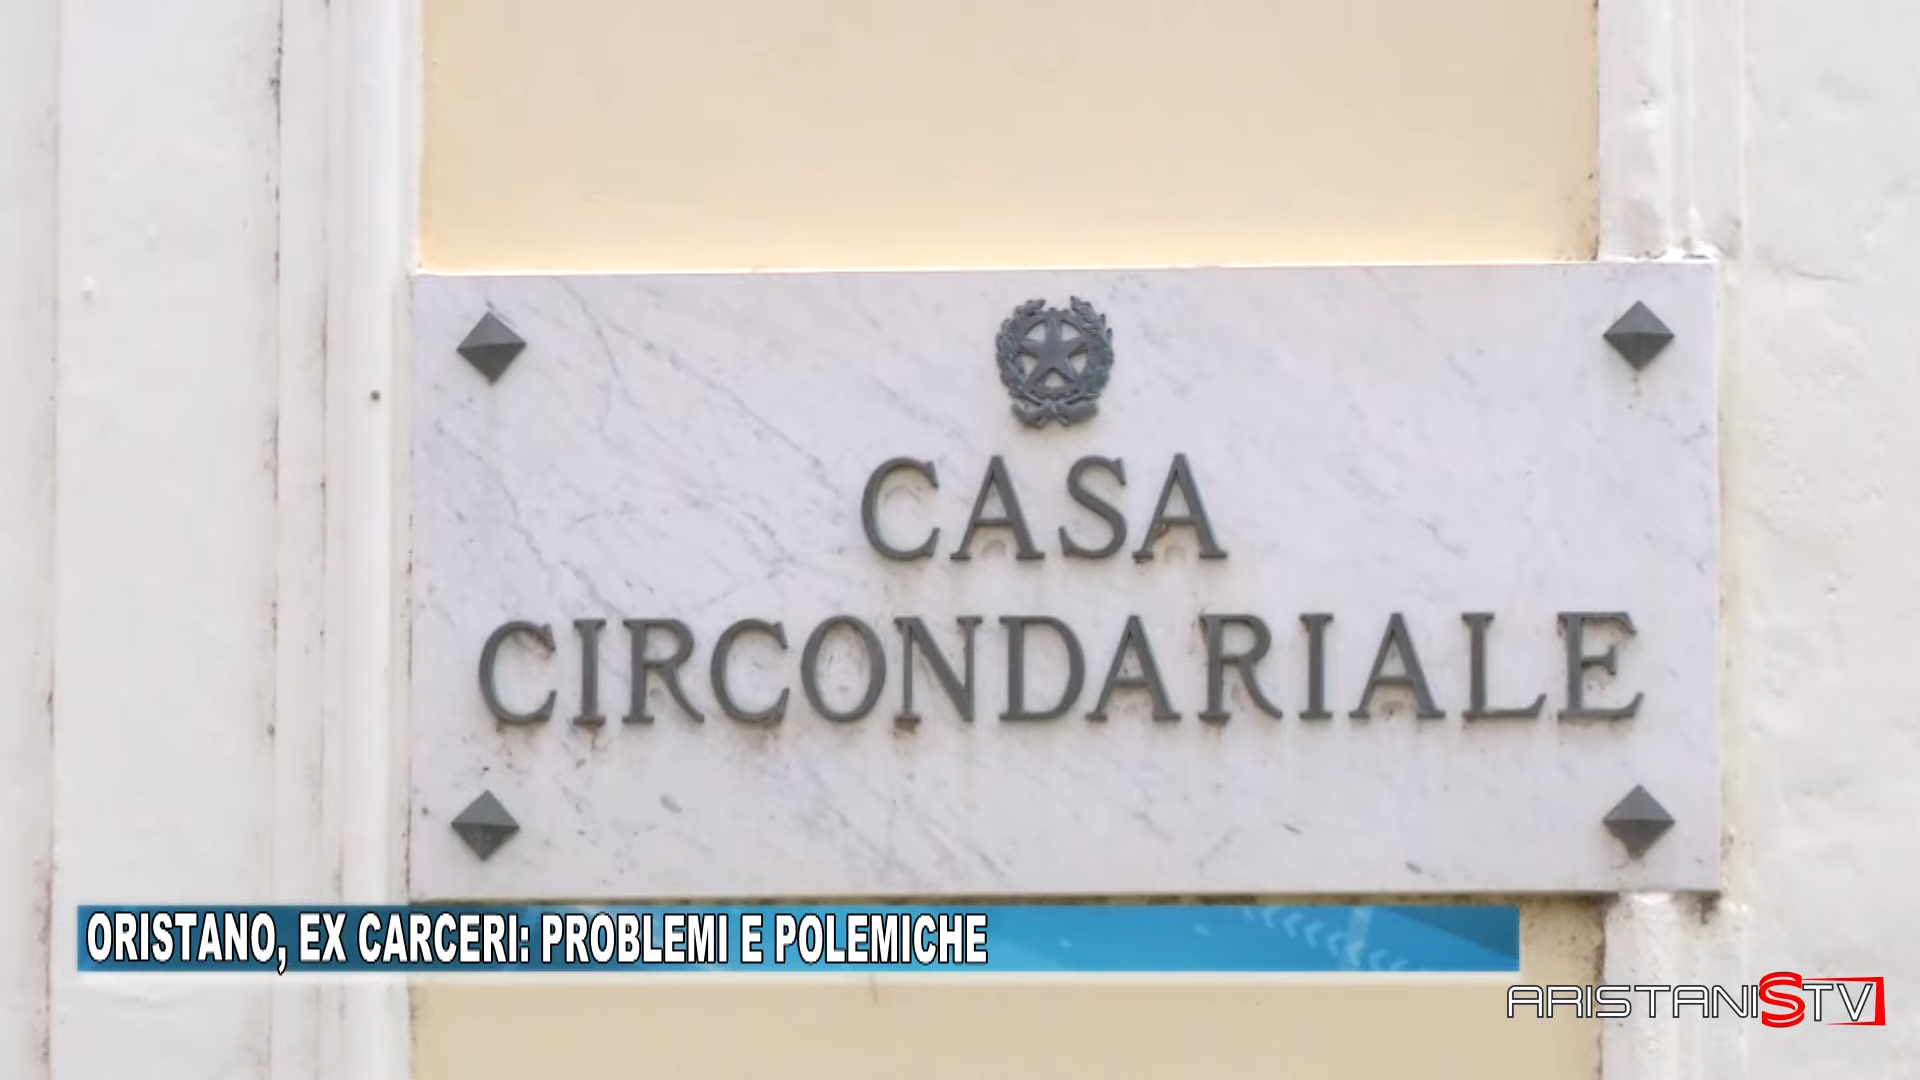 CASA
CIRCONDARIALE
ORISTANO, EX CARCERI: PROBLEMI E POLEMICHE
ARISTANISTV